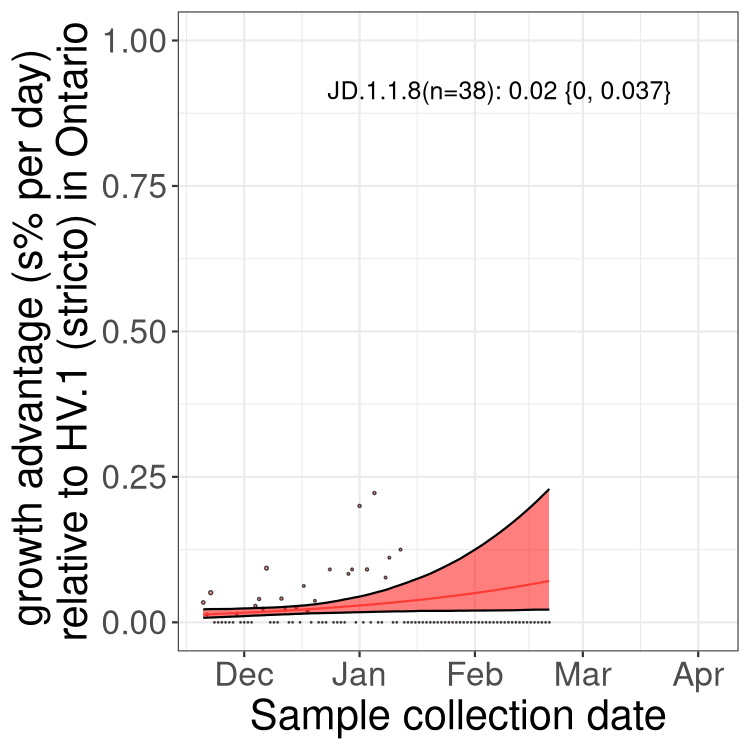 growth advantage (s% per day)
relative to HV.1 (stricto) in Ontario
1.00
0.75
0.50
0.25
0.00
JD.1.1.8(n=38): 0.02 {0, 0.037}
Dec Jan Feb Mar Apr
Sample collection date